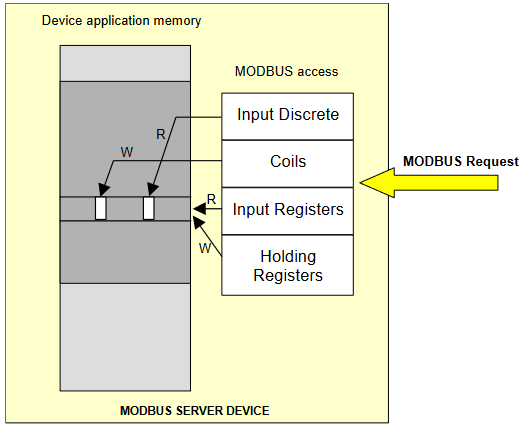 Device application memory
MODBUS access
Input Discrete
R
W
Coils
MODBUS Request
R
Input Registers
W
Holding
Registers
MODBUS SERVER DEVICE